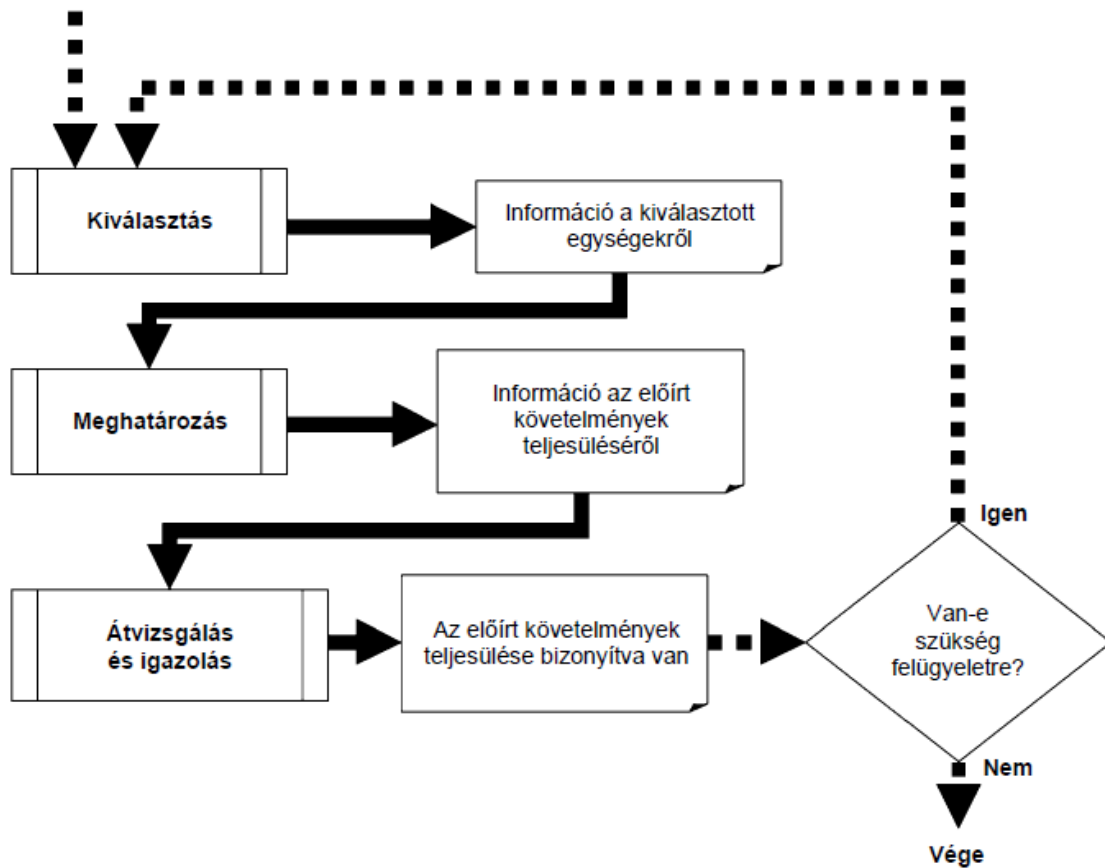 Kiválasztás
Információ a kiválasztott
egységekről
Meghatározás
Információ az előírt
követelmények
teljesüléséről
Átvizsgálás
és igazolás
Az előírt követelmények
teljesülése bizonyítva van
Igen
Van-e
szükség
felügyeletre?
Nem
Vége